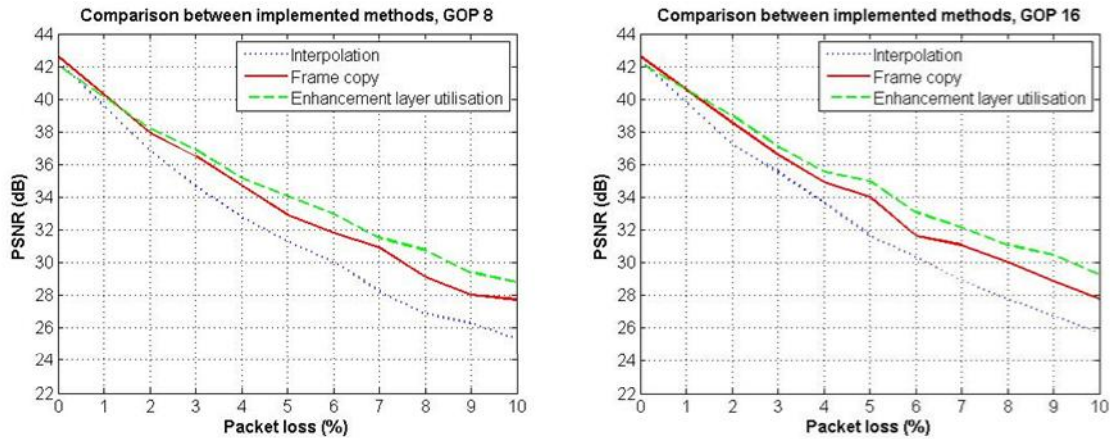 Comparison between implemented methods, GOP 8
44
42
40
38
36
34
32
30
28
26
24
22
PSNR (dB)
Interpolation
Frame copy
Enhancement layer utilisation
0 1 2 3 4 5 6 7 8 9 10
Packet loss (%)
Comparison between implemented methods, GOP 16
44
42
40
38
36
34
32
30
28
26
24
22
PSNR (dB)
Interpolation
Frame copy
Enhancement layer utilisation
0 1 2 3 4 5 6 7 8 9 10
Packet loss (%)